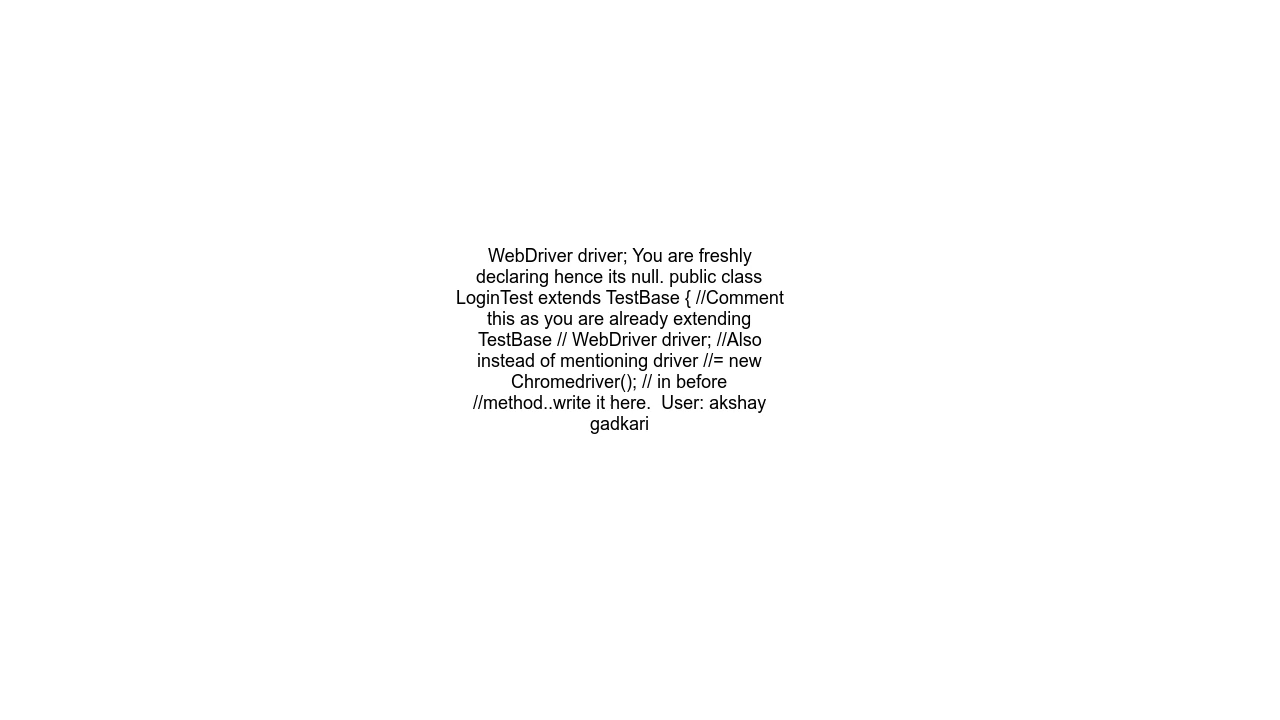 WebDriver driver; You are freshly
declaring hence its null. public class
LoginTest extends TestBase { //Comment
this as you are already extending
TestBase // WebDriver driver; //Also
instead of mentioning driver //= new
Chromedriver(); // in before
//method..write it here.  User: akshay
gadkari